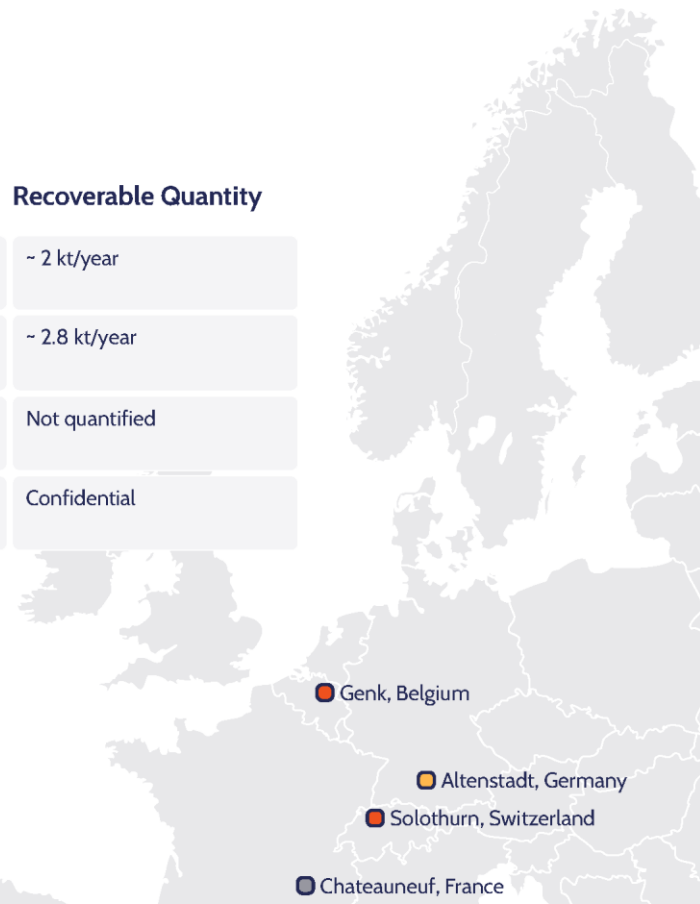 Recoverable Quantity
~ 2 kt/year
~ 2.8 kt/year
Not quantified
Confidential
Genk, Belgium
Altenstadt, Germany
Solothurn, Switzerland
Chateauneuf, France